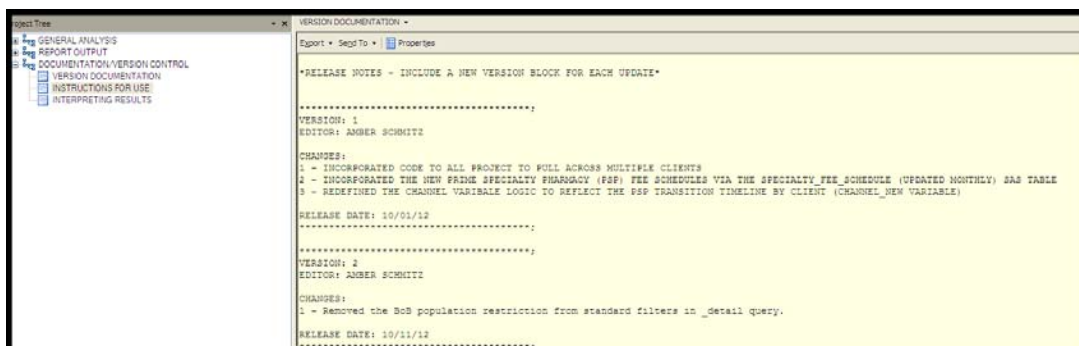 roject Tree
GENERAL ANALYSIS
REPORT OUTPUT
DOCUMENTATION/VERSION CONTROL
VERSION DOCUMENTATION
INSTRUCTIONS FOR USE
INTERPRETING RESULTS
VERSION DOCUMENTATION
Export Send To Properties
*RELEASE NOTES - INCLUDE A NEW VERSION BLOCK FOR EACH UPDATE*
***************************************;
VERSION: 1
EDITOR: AMBER SCHMITZ
CHANGES:
1 - INCORPORATED CODE TO ALL PROJECT TO PULL ACROSS MULTIPLE CLIENTS
2 - INCORPORATED THE NEW PRIME SPECIALTY PHARMACY (PSP) FEE SCHEDULES VIA THE SPECIALTY_FEE_SCHEDULE (UPDATED MONTHLY) SAS TABLE
3 - REDEFINED THE CHANNEL VARIBALE LOGIC TO REFLECT THE PSP TRANSITION TIMELINE BY CLIENT (CHANNEL_NEW VARIABLE)
RELEASE DATE: 10/01/12
***************************************;
***************************************;
VERSION: 2
EDITOR: AMBER SCHMITZ
CHANGES:
1 - Removed the BoB population restriction from standard filters in _detail query.
RELEASE DATE: 10/11/12
***************************************;